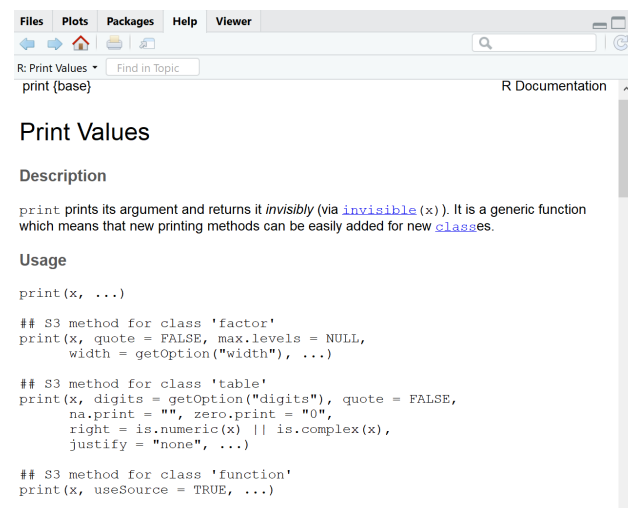 Files Plots Packages Help Viewer
R: Print Values Find in Topic
print {base} R Documentation
Print Values
Description
print prints its argument and returns it invisibly (via invisible(x)). It is a generic function
which means that new printing methods can be easily added for new classes.
Usage
print(x, ...)
## S3 method for class 'factor'
print(x, quote = FALSE, max.levels = NULL,
      width = getOption("width"), ...)
## S3 method for class 'table'
print(x, digits = getOption("digits"), quote = FALSE,
      na.print = "", zero.print = "0",
      right = is.numeric(x) || is.complex(x),
      justify = "none", ...)
## S3 method for class 'function'
print(x, useSource = TRUE, ...)